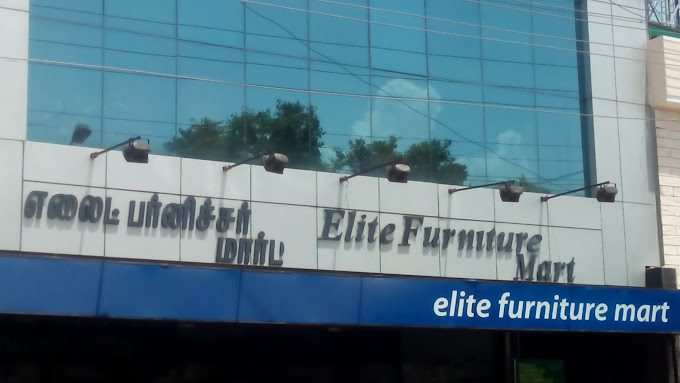 எலைட் பர்னிச்சர்
மார்ட்
Elite Furniture
Mart
elite furniture mart